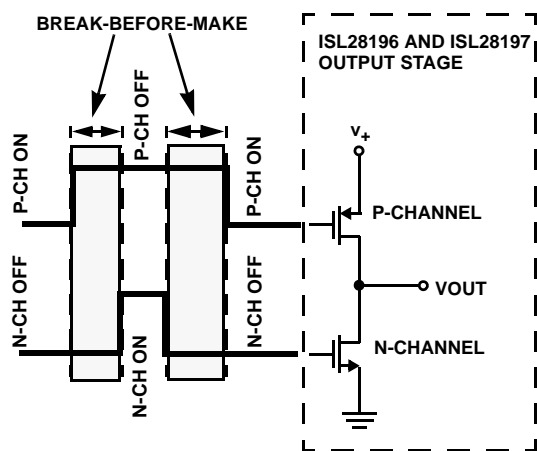 BREAK-BEFORE-MAKE
ISL28196 AND ISL28197
OUTPUT STAGE
P-CH ON
P-CH OFF
P-CH ON
N-CH OFF
N-CH ON
N-CH OFF
V+
P-CHANNEL
VOUT
N-CHANNEL